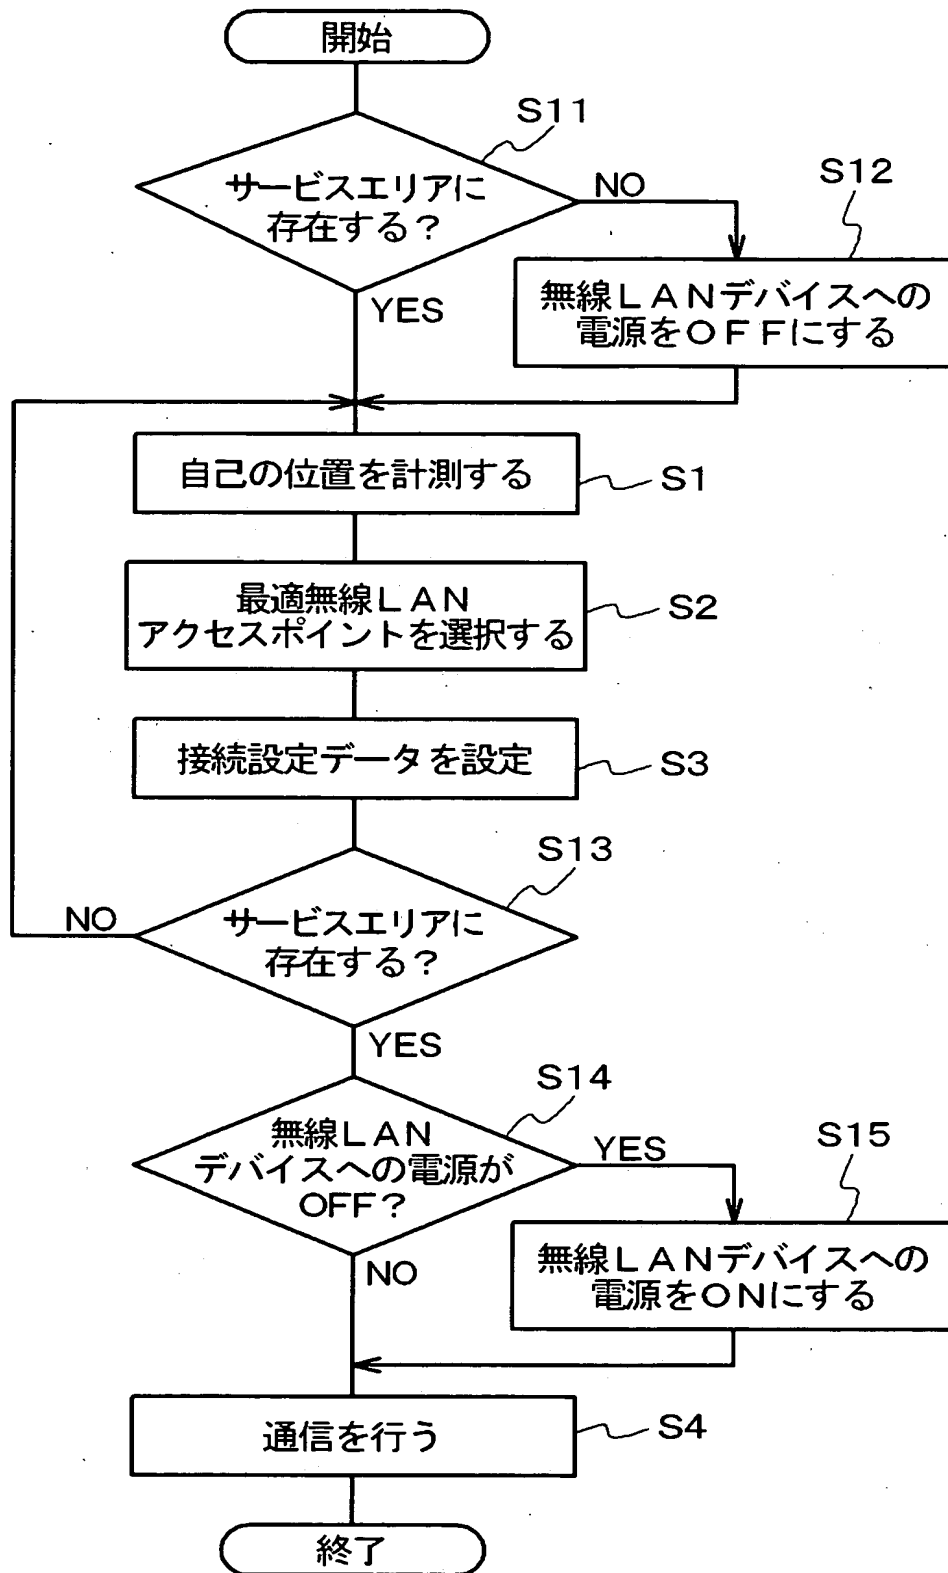 開始
S11
サービスエリアに
存在する?
NO
S12
YES
無線LANデバイスへの
電源をOFFにする
自己の位置を計測する
S1
最適無線LAN
アクセスポイントを選択する
S2
接続設定データを設定
S3
S13
サービスエリアに
存在する?
NO
YES
S14
無線LAN
デバイスへの電源が
OFF?
YES
S15
NO
無線LANデバイスへの
電源をONにする
通信を行う
S4
終了